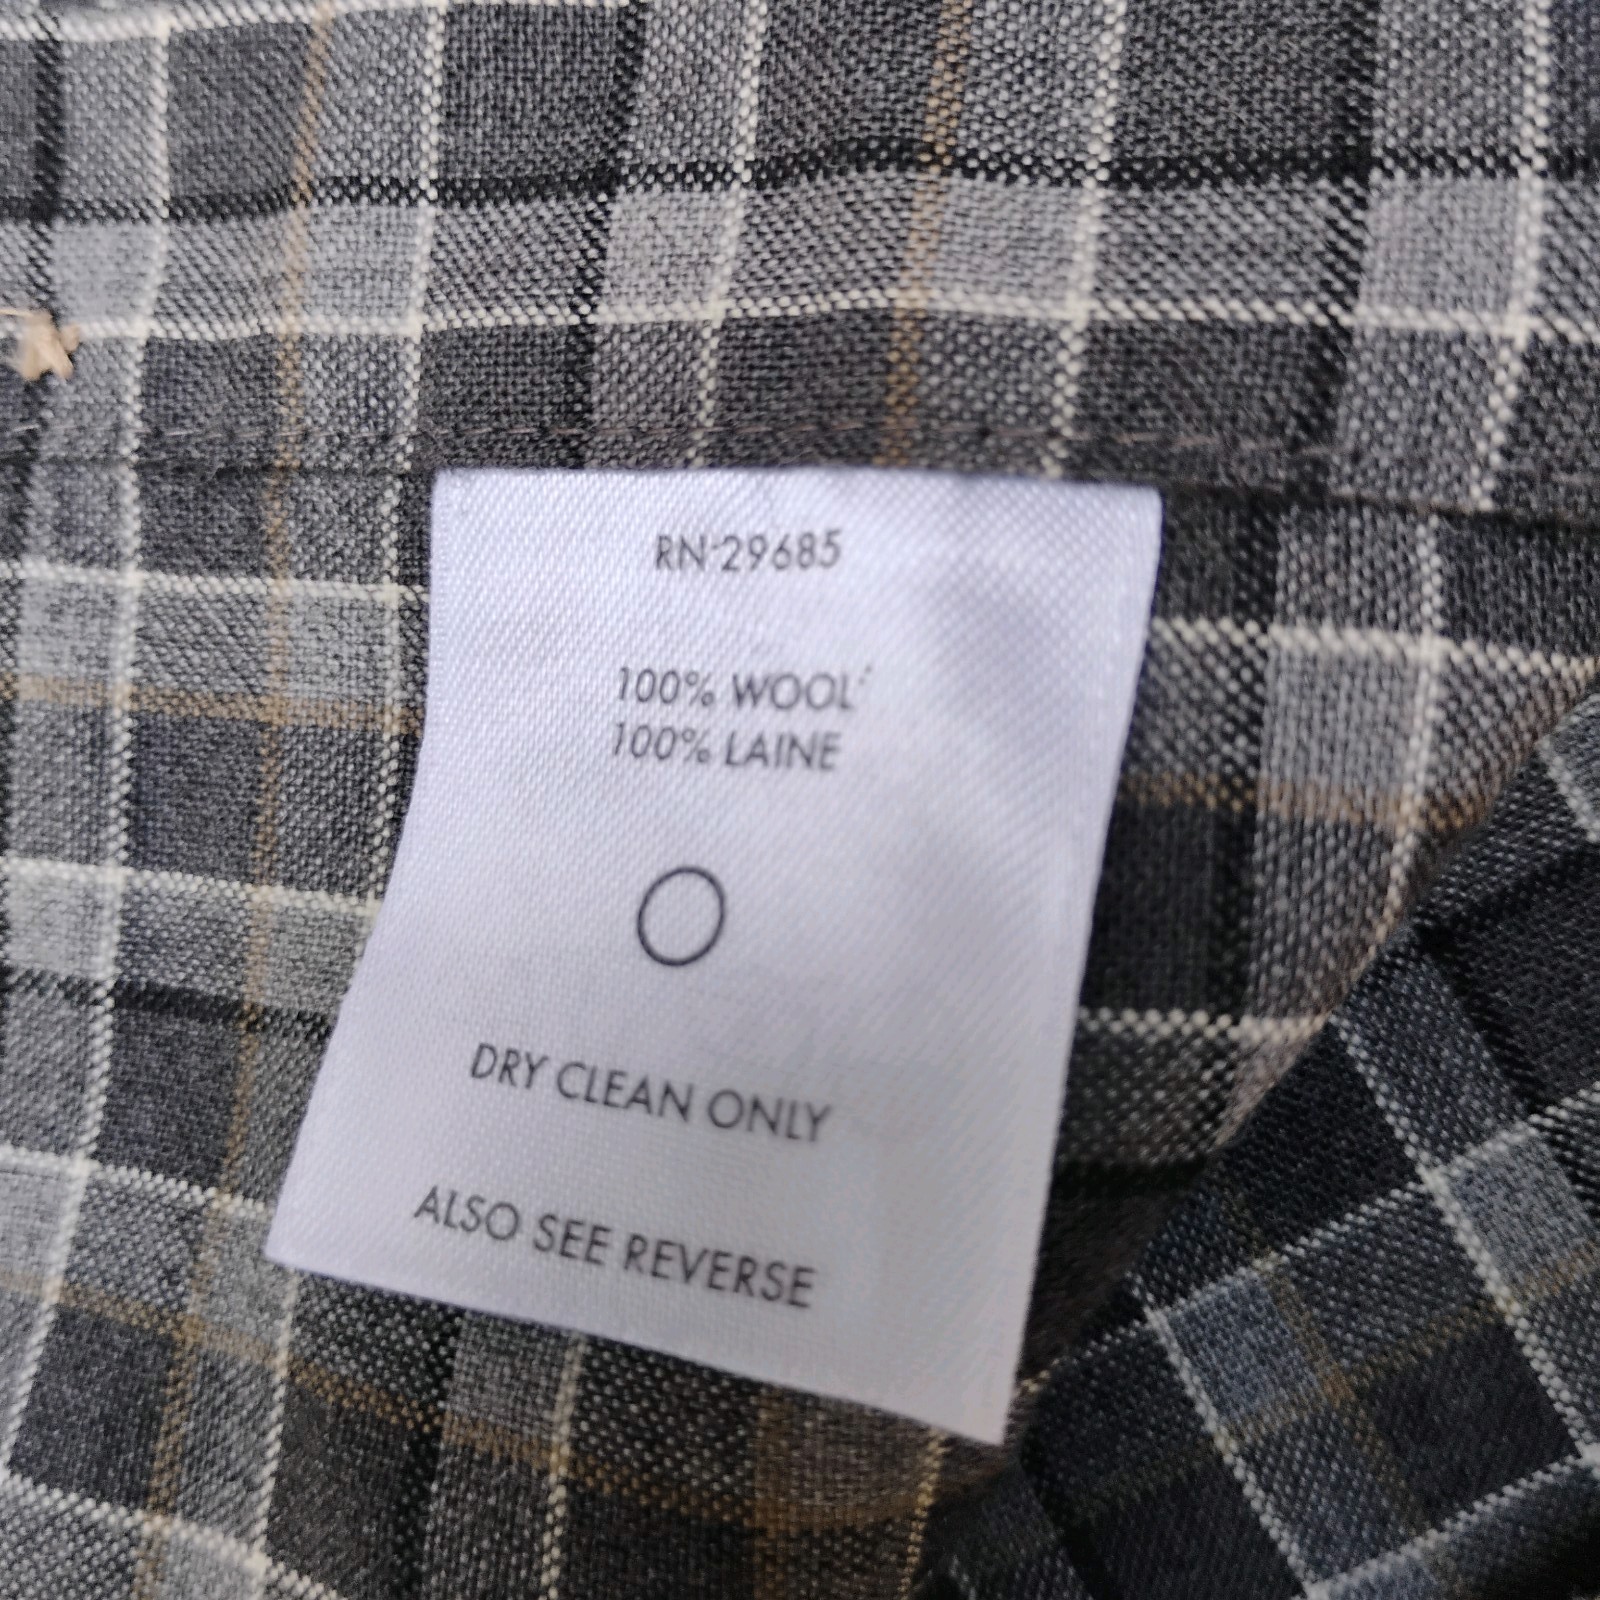 RN 29685
100% WOOL
100% LAINE
DRY CLEAN ONLY
ALSO SEE REVERSE